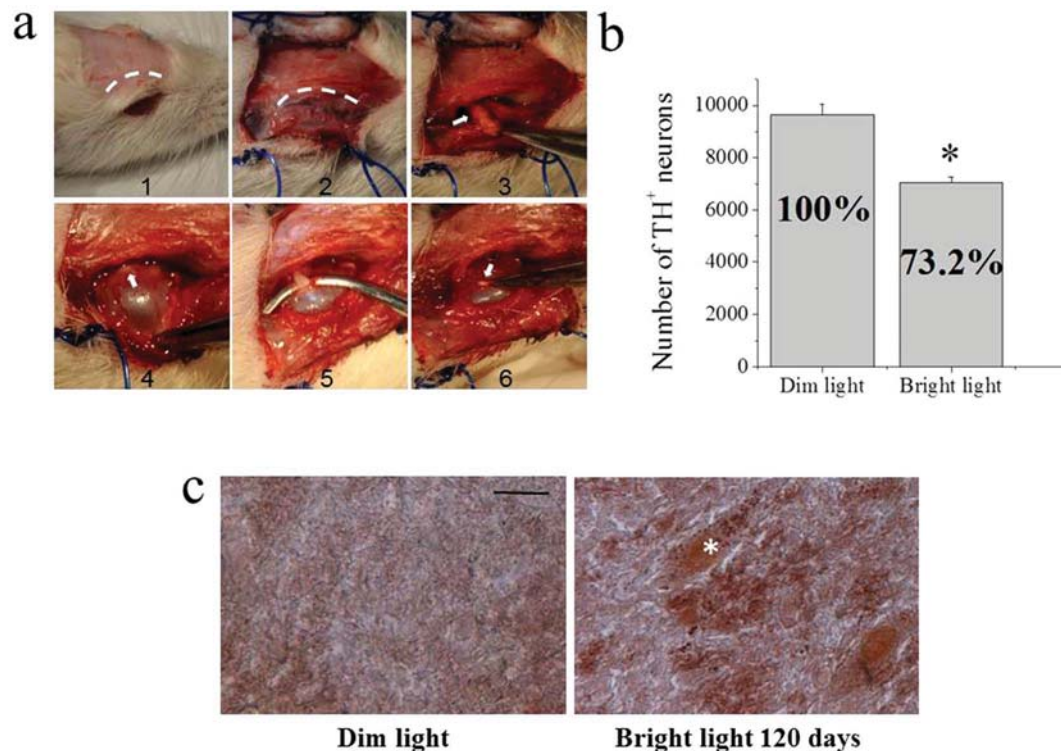 a
1
2
3
4
5
6
b
Number of TH⁺ neurons
10000
8000
6000
4000
2000
0
100%
*
73.2%
Dim light
Bright light
c
*
Dim light
Bright light 120 days